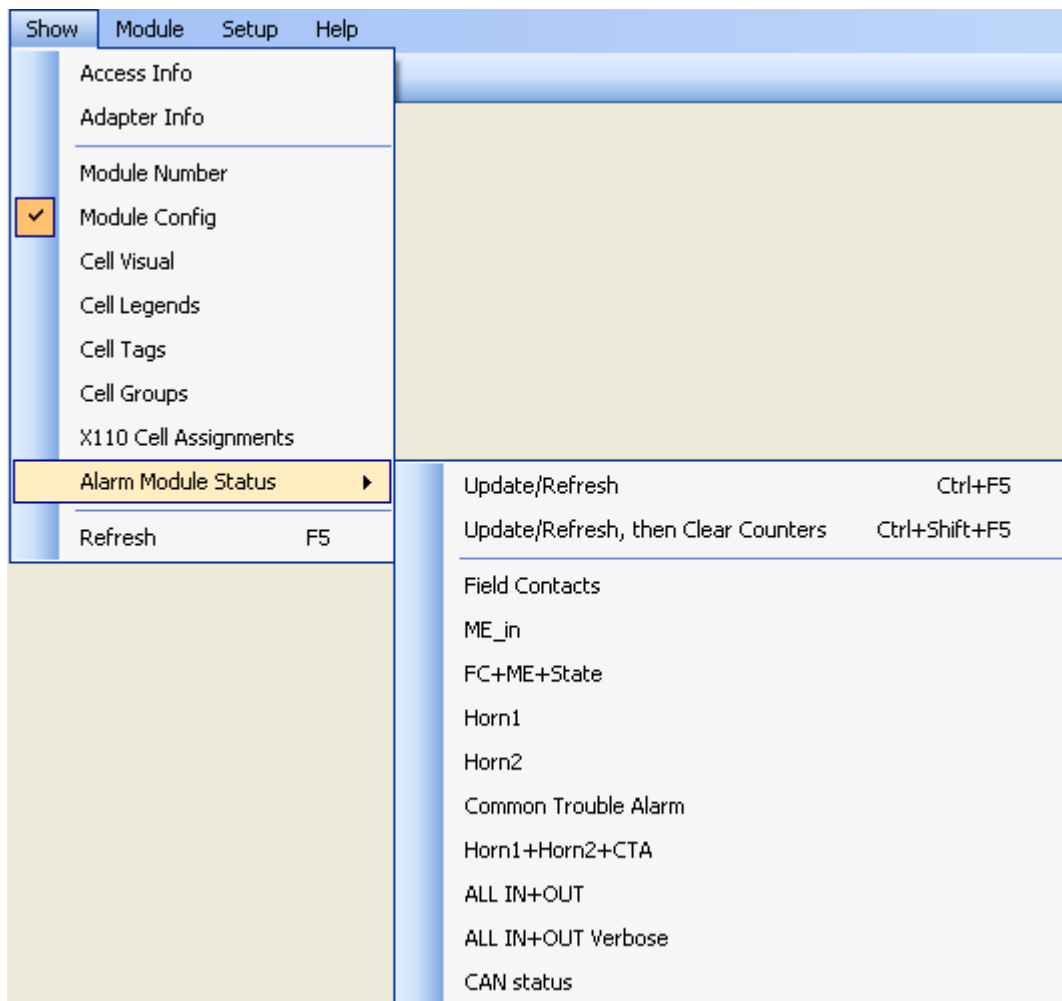 Show Module Setup Help
Access Info
Adapter Info
Module Number
Module Config
Cell Visual
Cell Legends
Cell Tags
Cell Groups
X110 Cell Assignments
Alarm Module Status
Refresh F5
Update/Refresh Ctrl+F5
Update/Refresh, then Clear Counters Ctrl+Shift+F5
Field Contacts
ME_in
FC+ME+State
Horn1
Horn2
Common Trouble Alarm
Horn1+Horn2+CTA
ALL IN+OUT
ALL IN+OUT Verbose
CAN status